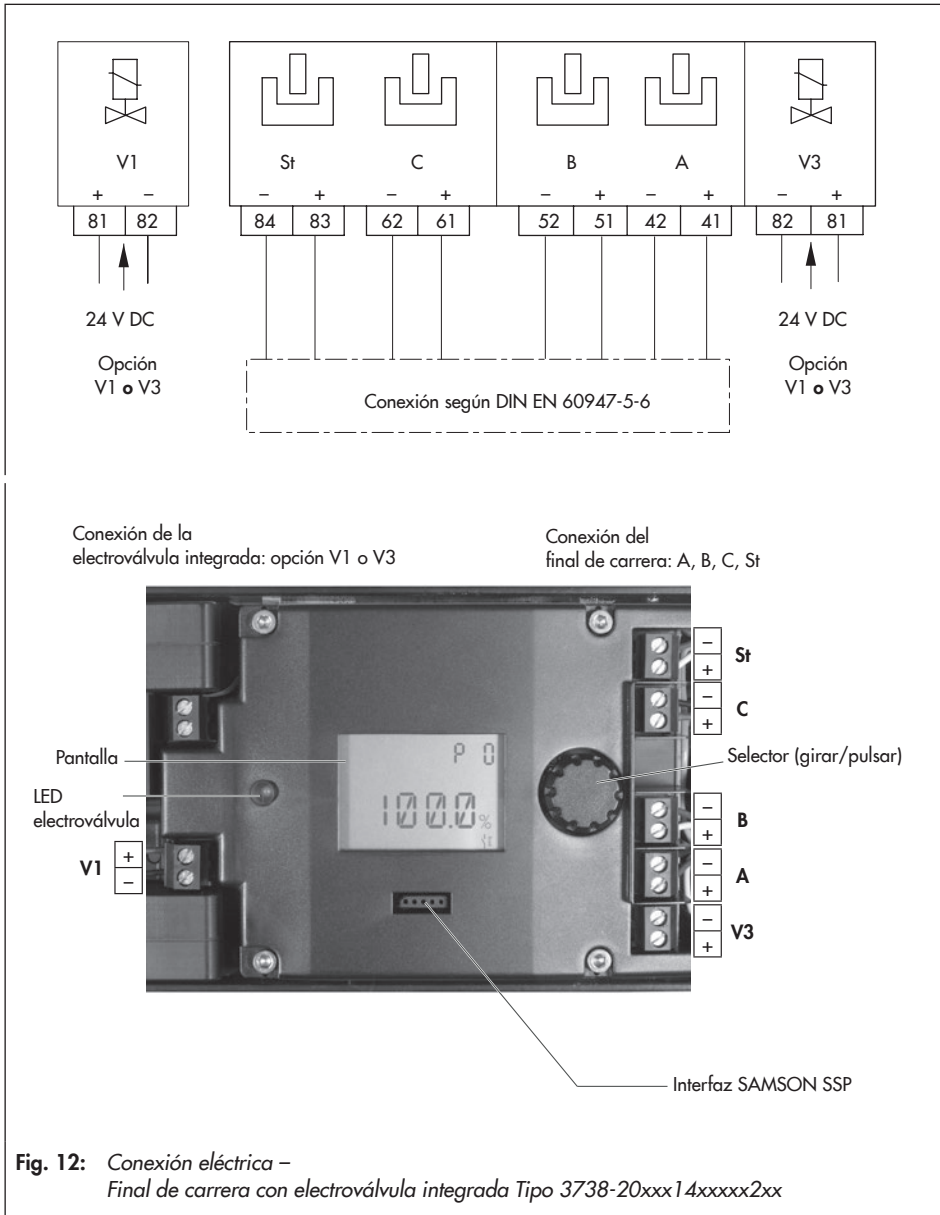 V1
St
C
B
A
V3
+ −
− +
− +
− +
− +
− +
81 82
84 83
62 61
52 51
42 41
82 81
24 V DC
24 V DC
Opción
V1 o V3
Opción
V1 o V3
Conexión según DIN EN 60947-5-6
Conexión de la
electroválvula integrada: opción V1 o V3
Conexión del
final de carrera: A, B, C, St
−
+
St
−
+
C
Pantalla
P 0
100.0 %
Selector (girar/pulsar)
LED
electroválvula
−
+
B
V1
+
−
−
+
A
−
+
V3
Interfaz SAMSON SSP
Fig. 12: Conexión eléctrica –
Final de carrera con electroválvula integrada Tipo 3738-20xxx14xxxxx2xx